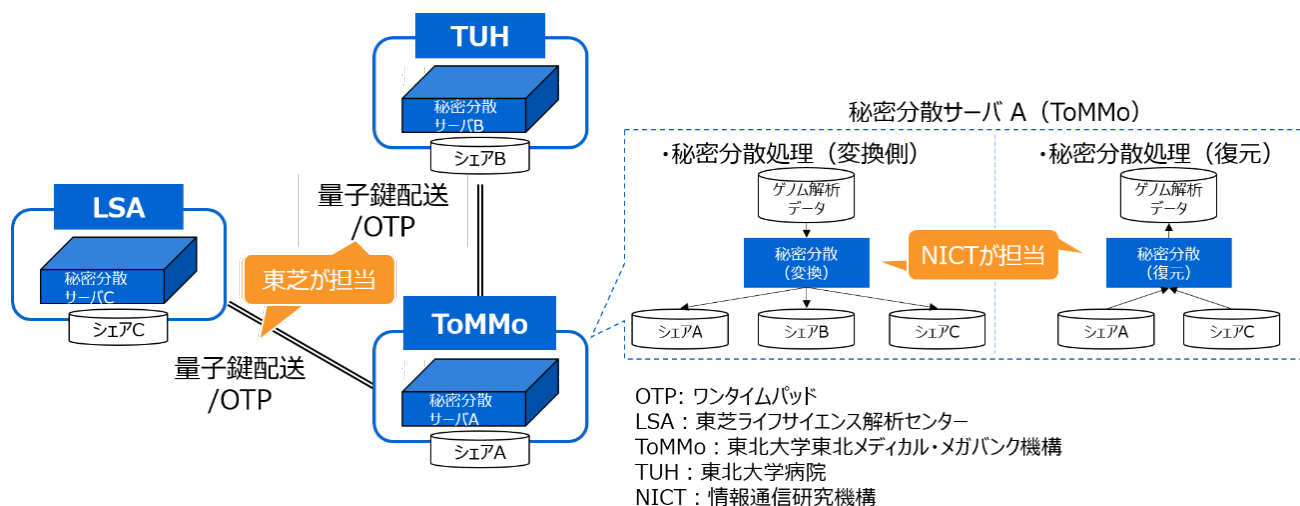 TUH
秘密分散
サーバB
シェアB
LSA
秘密分散
サーバC
シェアC
量子鍵配送
/OTP
東芝が担当
量子鍵配送
/OTP
ToMMo
秘密分散
サーバA
シェアA
秘密分散サーバ A（ToMMo）
・秘密分散処理（変換側）
ゲノム解析
データ
秘密分散
（変換）
シェアA
シェアB
シェアC
NICTが担当
・秘密分散処理（復元）
ゲノム解析
データ
秘密分散
（復元）
シェアA
シェアC
OTP: ワンタイムパッド
LSA：東芝ライフサイエンス解析センター
ToMMo：東北大学東北メディカル・メガバンク機構
TUH：東北大学病院
NICT：情報通信研究機構